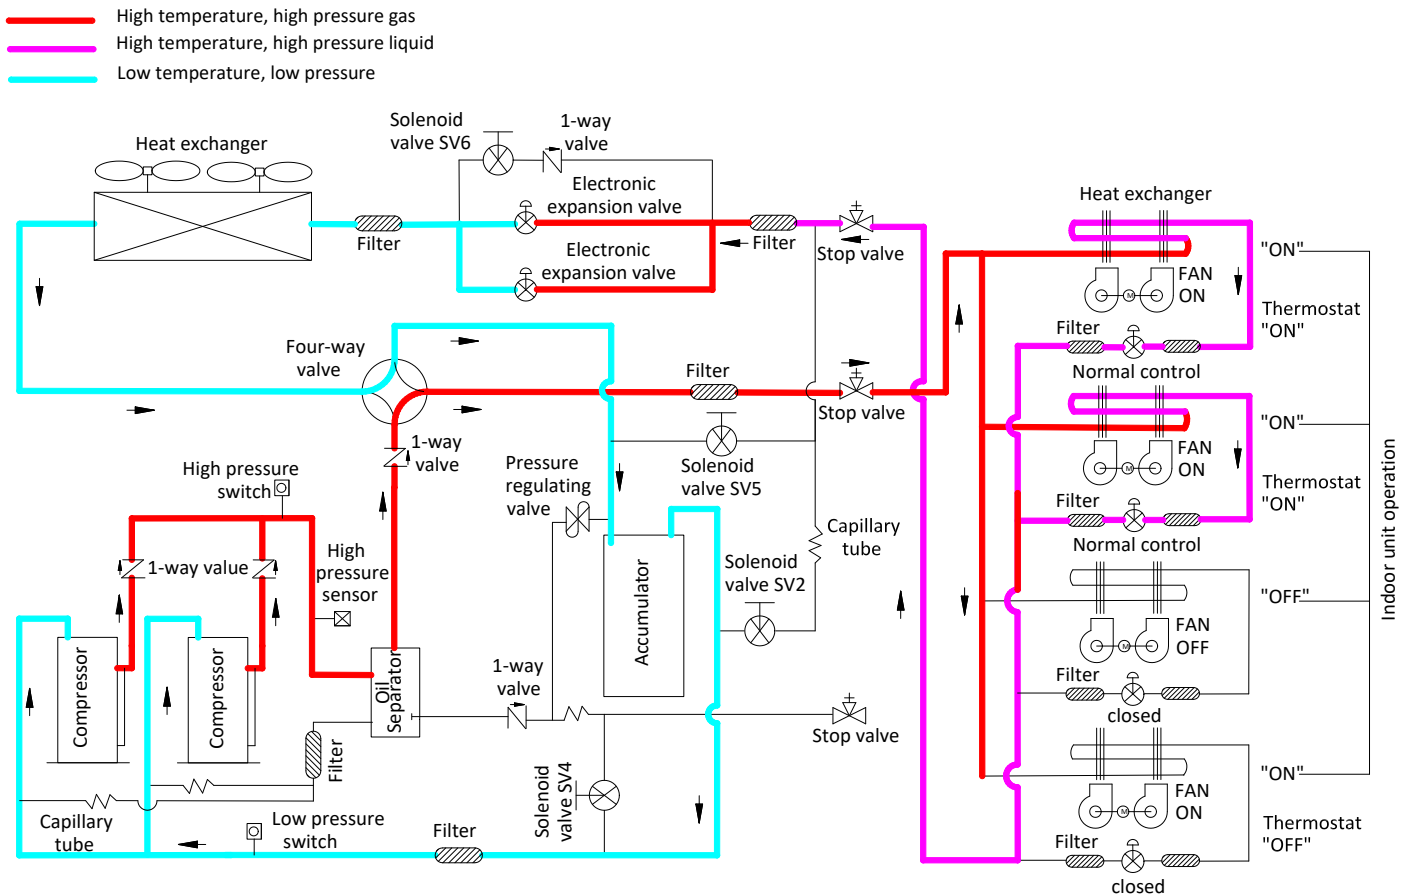 High temperature, high pressure gas
High temperature, high pressure liquid
Low temperature, low pressure
Heat exchanger
Solenoid
valve SV6
1-way
valve
Electronic
expansion valve
Filter
Electronic
expansion valve
Filter
Stop valve
Four-way
valve
Filter
Stop valve
1-way
valve
Solenoid
valve SV5
High pressure
switch
Pressure
regulating
valve
Capillary
tube
1-way value
High
pressure
sensor
Solenoid
valve SV2
Accumulator
Compressor
Compressor
Oil
Separator
1-way
valve
Stop valve
Filter
Solenoid
valve SV4
Capillary
tube
Low pressure
switch
Filter
Heat exchanger
"ON"
FAN
ON
M
Thermostat
"ON"
Filter
Normal control
"ON"
FAN
ON
M
Thermostat
"ON"
Filter
Normal control
"OFF"
FAN
OFF
M
Filter
closed
"ON"
FAN
ON
M
Thermostat
"OFF"
Filter
closed
Indoor unit operation